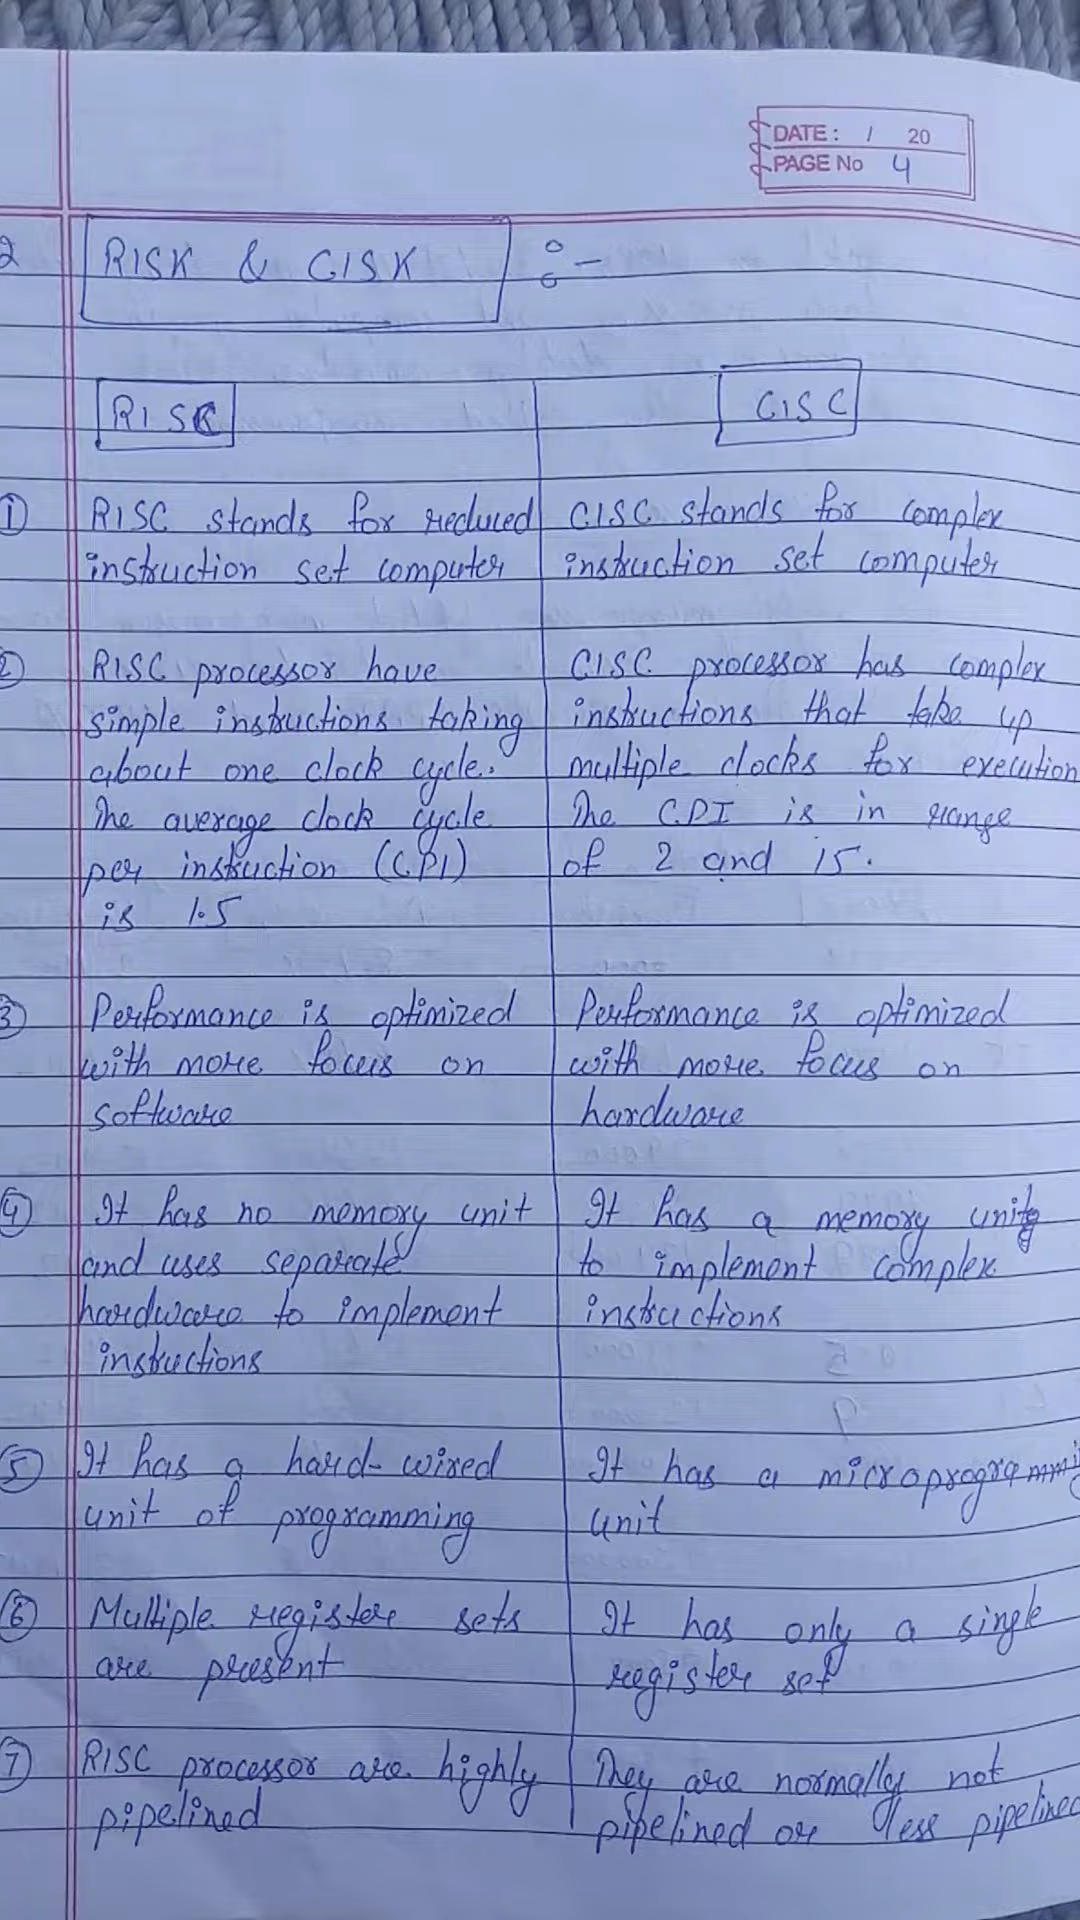 DATE: / 20
PAGE No 4
2 RISK & CISK :-
RISC
CISC
① RISC stands for reduced
instruction set computer
CISC stands for complex
instruction set computer
② RISC processor have
simple instructions taking
about one clock cycle.
The average clock cycle
per instruction (CPI)
is 1.5
CISC processor has complex
instructions that take up
multiple clocks for execution
The CPI is in range
of 2 and 15.
③ Performance is optimized
with more focus on
software
Performance is optimized
with more focus on
hardware
④ It has no memory unit
and uses separate
hardware to implement
instructions
It has a memory unit
to implement complex
instructions
⑤ It has a hard-wired
unit of programming
It has a microprogrammi
unit
⑥ Multiple register sets
are present
It has only a single
register set
⑦ RISC processor are highly
pipelined
They are normally not
pipelined or less pipelined